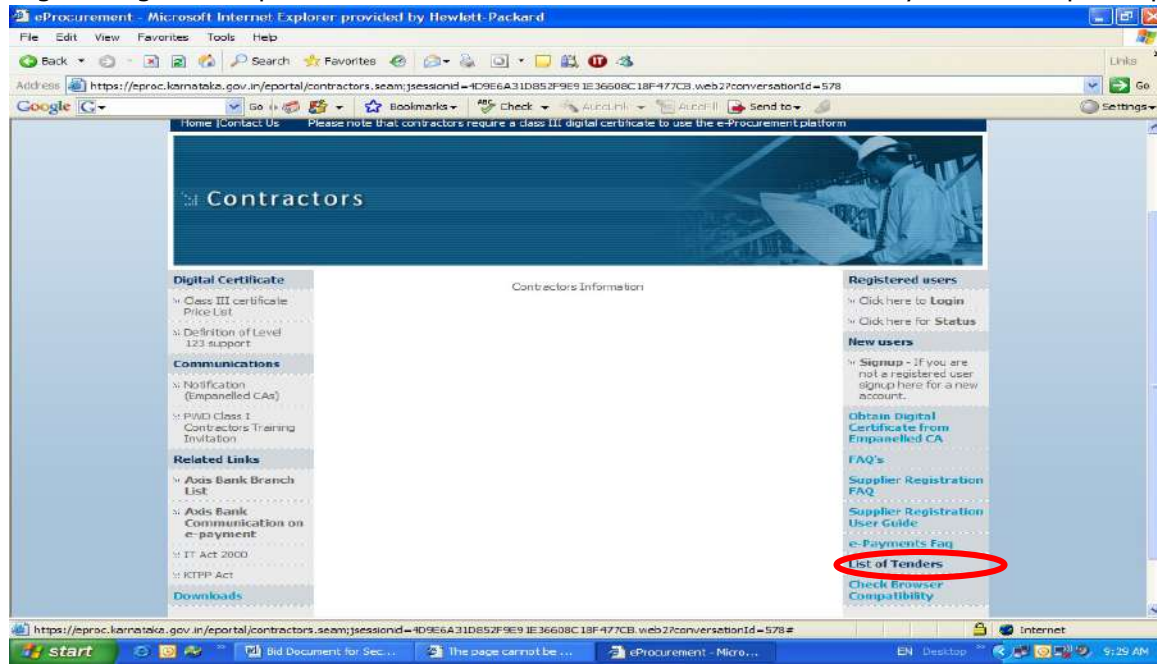 eProcurement - Microsoft Internet Explorer provided by Hewlett-Packard
File Edit View Favorites Tools Help
Back Search Favorites Links
Address https://eproc.karnataka.gov.in/eportal/contractors.seam;jsessionid=4D9E6A31D852F9E91E36608C18F477CB.web2?conversationId=578 Go
Google G Go Bookmarks Check AutoLink AutoFill Send to Settings
Home |Contact Us Please note that contractors require a class III digital certificate to use the e-Procurement platform
Contractors
Digital Certificate
Class III certificate
Price List
Definition of Level
123 support
Communications
Notification
(Empanelled CAs)
PWD Class I
Contractors Training
Invitation
Related Links
Axis Bank Branch
List
Axis Bank
Communication on
e-payment
IT Act 2000
KTPP Act
Downloads
Contractors Information
Registered users
Click here to Login
Click here for Status
New users
Signup - If you are
not a registered user
signup here for a new
account.
Obtain Digital
Certificate from
Empanelled CA
FAQ's
Supplier Registration
FAQ
Supplier Registration
User Guide
e-Payments Faq
List of Tenders
Check Browser
Compatibility
https://eproc.karnataka.gov.in/eportal/contractors.seam;jsessionid=4D9E6A31D852F9E91E36608C18F477CB.web2?conversationId=578# Internet
start Bid Document for Sec... The page cannot be ... eProcurement - Micro... EN Desktop 9:29 AM